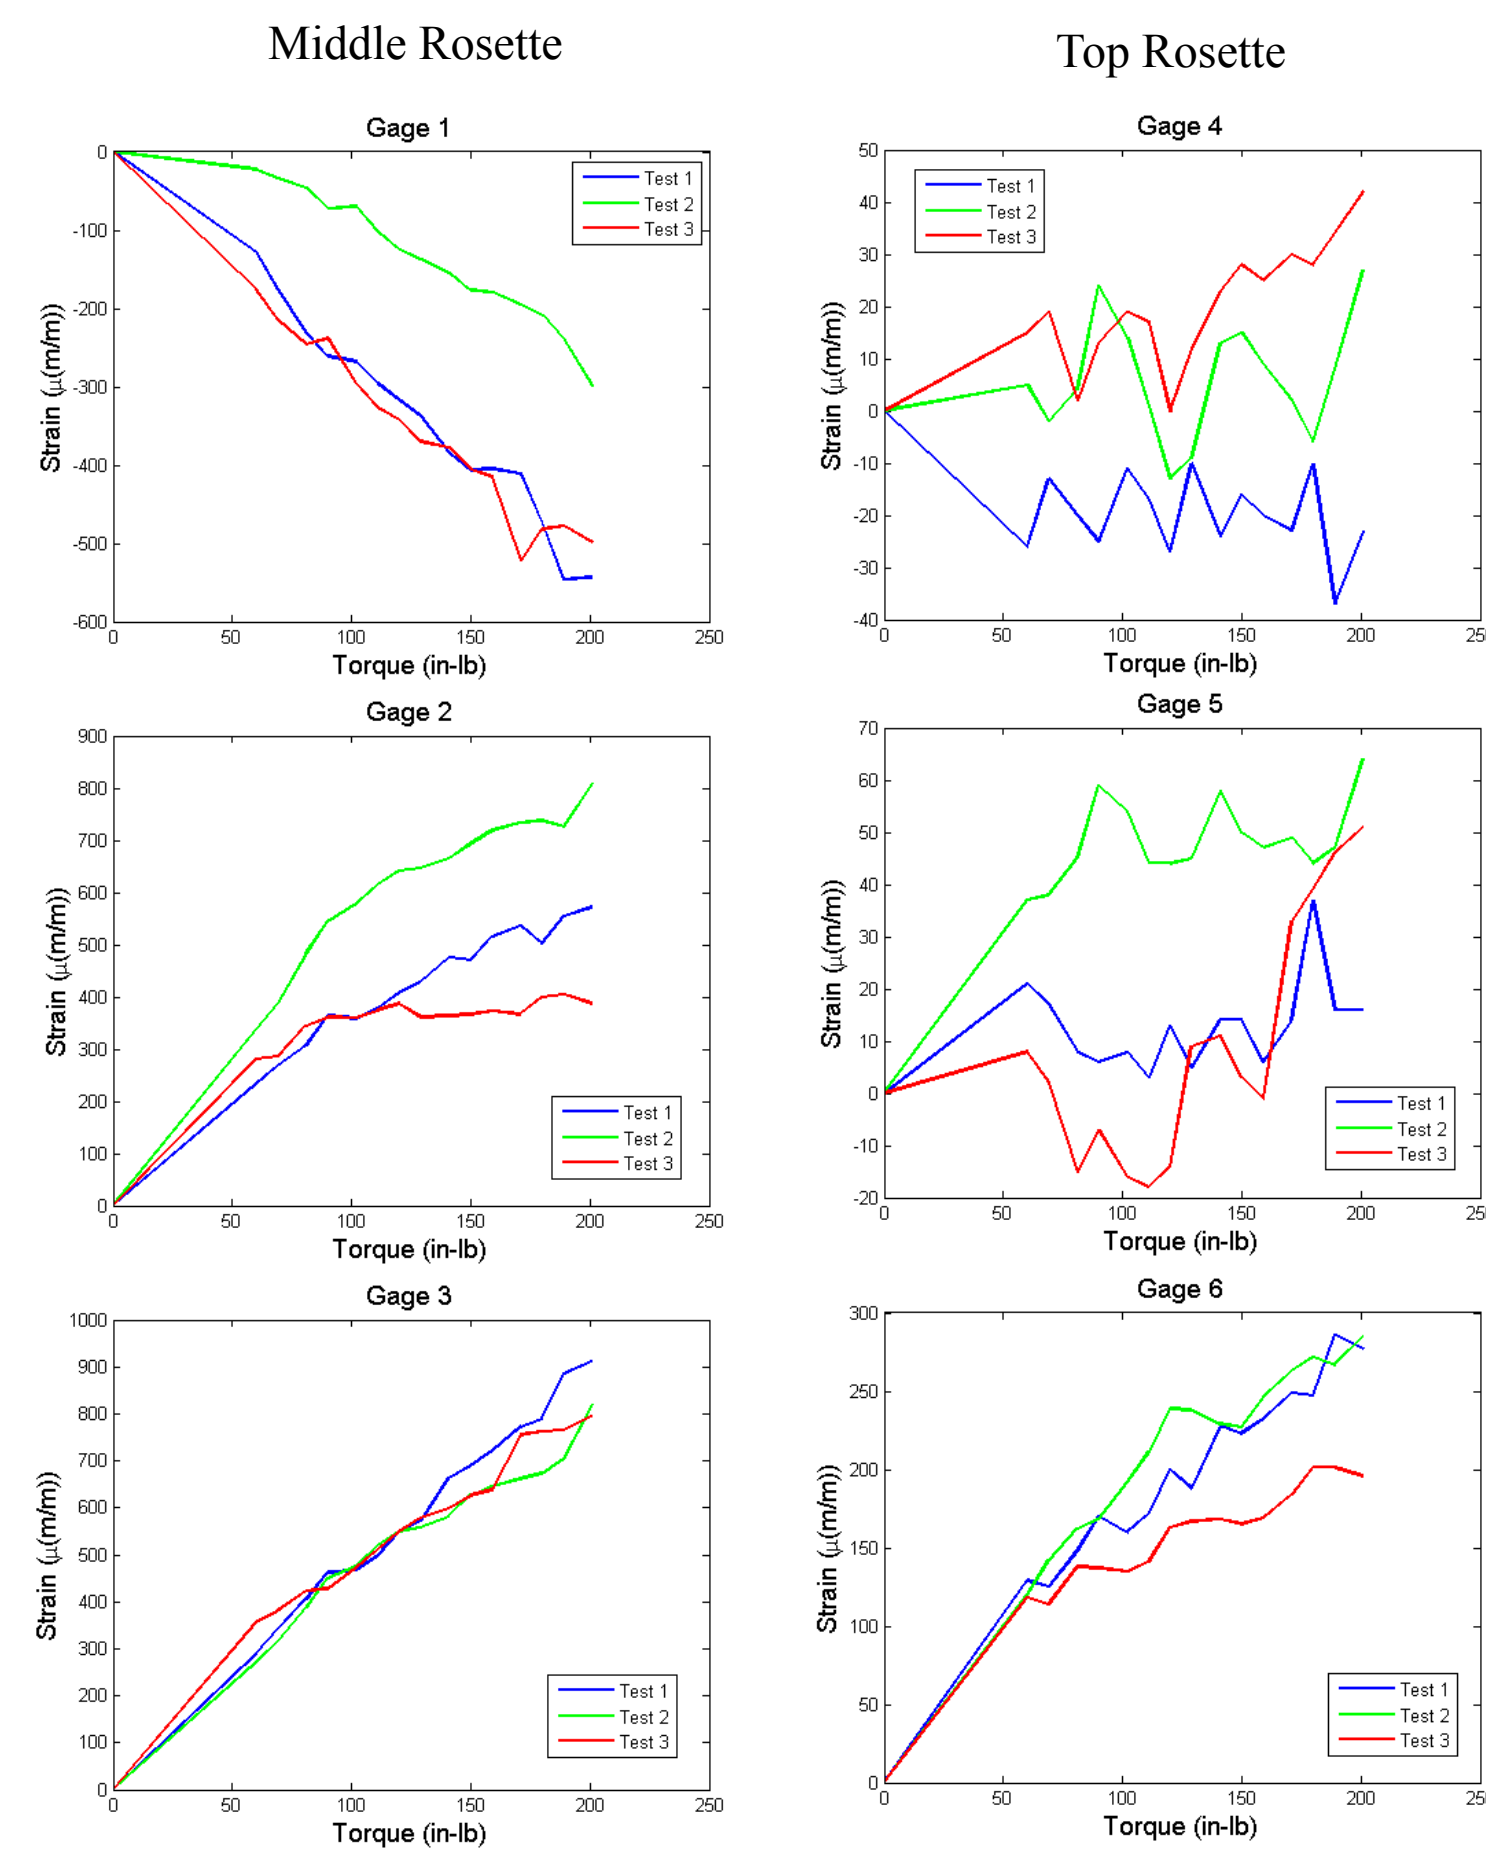 Middle Rosette
Top Rosette
Gage 1
0
-100
-200
-300
-400
-500
-600
0 50 100 150 200 250
Strain (μ(m/m))
Torque (in-lb)
Test 1
Test 2
Test 3
Gage 4
50
40
30
20
10
0
-10
-20
-30
-40
0 50 100 150 200 25
Strain (μ(m/m))
Torque (in-lb)
Test 1
Test 2
Test 3
Gage 2
900
800
700
600
500
400
300
200
100
0
0 50 100 150 200 250
Strain (μ(m/m))
Torque (in-lb)
Test 1
Test 2
Test 3
Gage 5
70
60
50
40
30
20
10
0
-10
-20
0 50 100 150 200 25
Strain (μ(m/m))
Torque (in-lb)
Test 1
Test 2
Test 3
Gage 3
1000
900
800
700
600
500
400
300
200
100
0
0 50 100 150 200 250
Strain (μ(m/m))
Torque (in-lb)
Test 1
Test 2
Test 3
Gage 6
300
250
200
150
100
50
0
0 50 100 150 200 25
Strain (μ(m/m))
Torque (in-lb)
Test 1
Test 2
Test 3